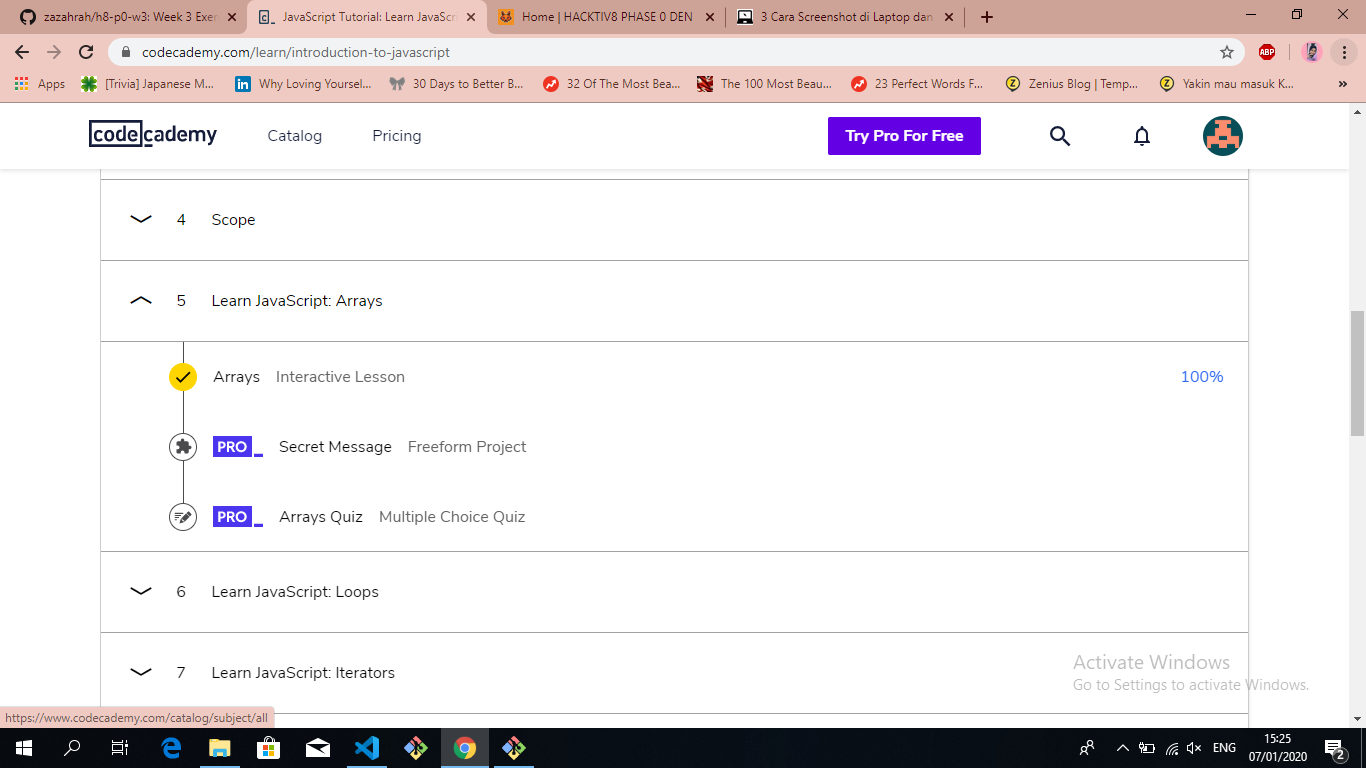 zazahrah/h8-p0-w3: Week 3 Exer
JavaScript Tutorial: Learn JavaScri
Home | HACKTIV8 PHASE 0 DEN
3 Cara Screenshot di Laptop dan
codecademy.com/learn/introduction-to-javascript
ABP
Apps
[Trivia] Japanese M...
Why Loving Yoursel...
30 Days to Better B...
32 Of The Most Bea...
The 100 Most Beau...
23 Perfect Words F...
Zenius Blog | Temp...
Yakin mau masuk K...
»
codecademy
Catalog
Pricing
Try Pro For Free
4 Scope
5 Learn JavaScript: Arrays
Arrays Interactive Lesson 100%
PRO Secret Message Freeform Project
PRO Arrays Quiz Multiple Choice Quiz
6 Learn JavaScript: Loops
7 Learn JavaScript: Iterators
Activate Windows
Go to Settings to activate Windows.
https://www.codecademy.com/catalog/subject/all
ENG
15:25
07/01/2020
2